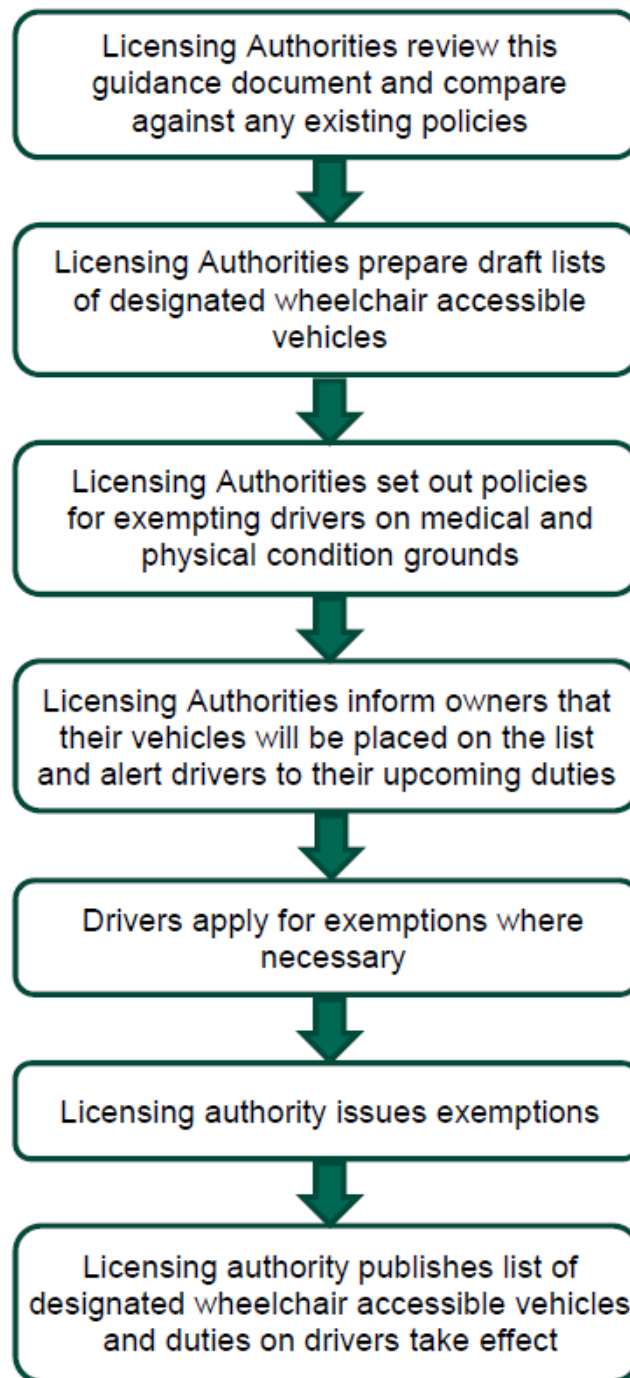 Licensing Authorities review this
guidance document and compare
against any existing policies
Licensing Authorities prepare draft lists
of designated wheelchair accessible
vehicles
Licensing Authorities set out policies
for exempting drivers on medical and
physical condition grounds
Licensing Authorities inform owners that
their vehicles will be placed on the list
and alert drivers to their upcoming duties
Drivers apply for exemptions where
necessary
Licensing authority issues exemptions
Licensing authority publishes list of
designated wheelchair accessible vehicles
and duties on drivers take effect